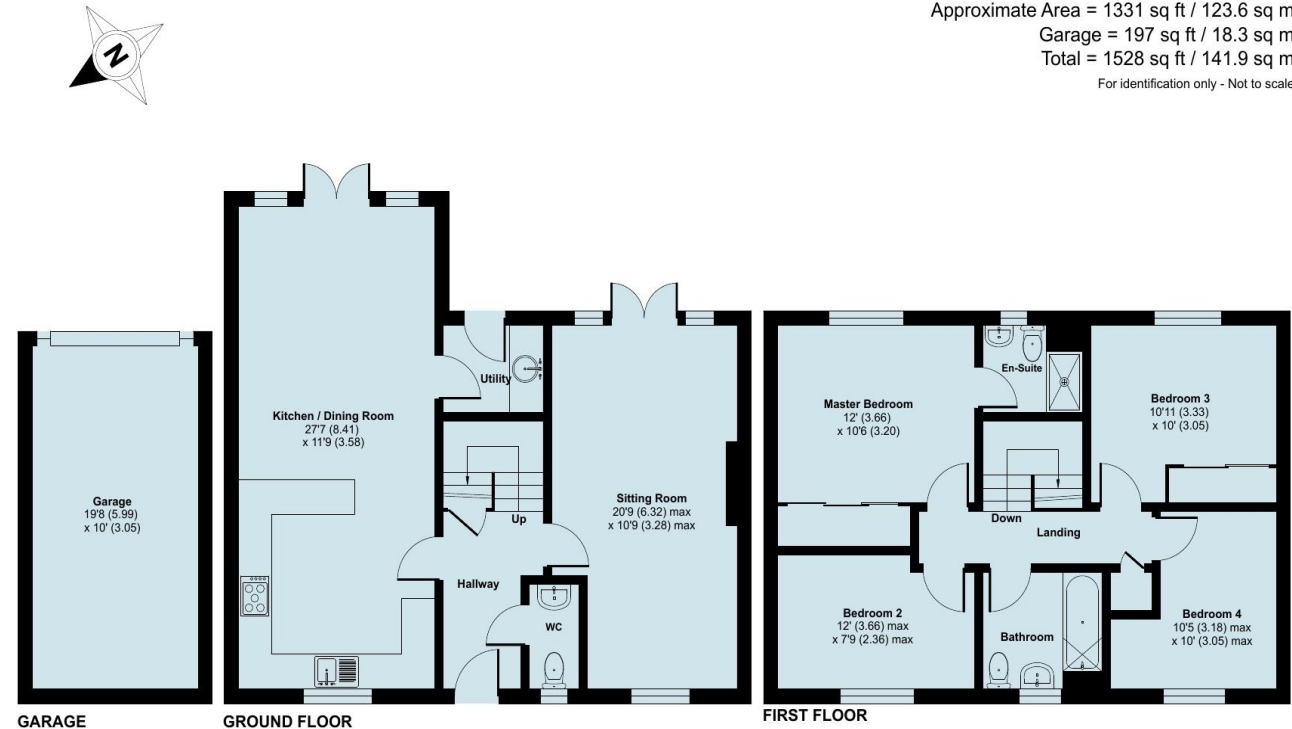 Approximate Area = 1331 sq ft / 123.6 sq m
Garage = 197 sq ft / 18.3 sq m
Total = 1528 sq ft / 141.9 sq m
For identification only - Not to scale
N
Garage
19'8 (5.99)
x 10' (3.05)
GARAGE
Kitchen / Dining Room
27'7 (8.41)
x 11'9 (3.58)
Utility
Up
Hallway
WC
Sitting Room
20'9 (6.32) max
x 10'9 (3.28) max
GROUND FLOOR
Master Bedroom
12' (3.66)
x 10'6 (3.20)
En-Suite
Bedroom 3
10'11 (3.33)
x 10' (3.05)
Down
Landing
Bedroom 2
12' (3.66) max
x 7'9 (2.36) max
Bathroom
Bedroom 4
10'5 (3.18) max
x 10' (3.05) max
FIRST FLOOR